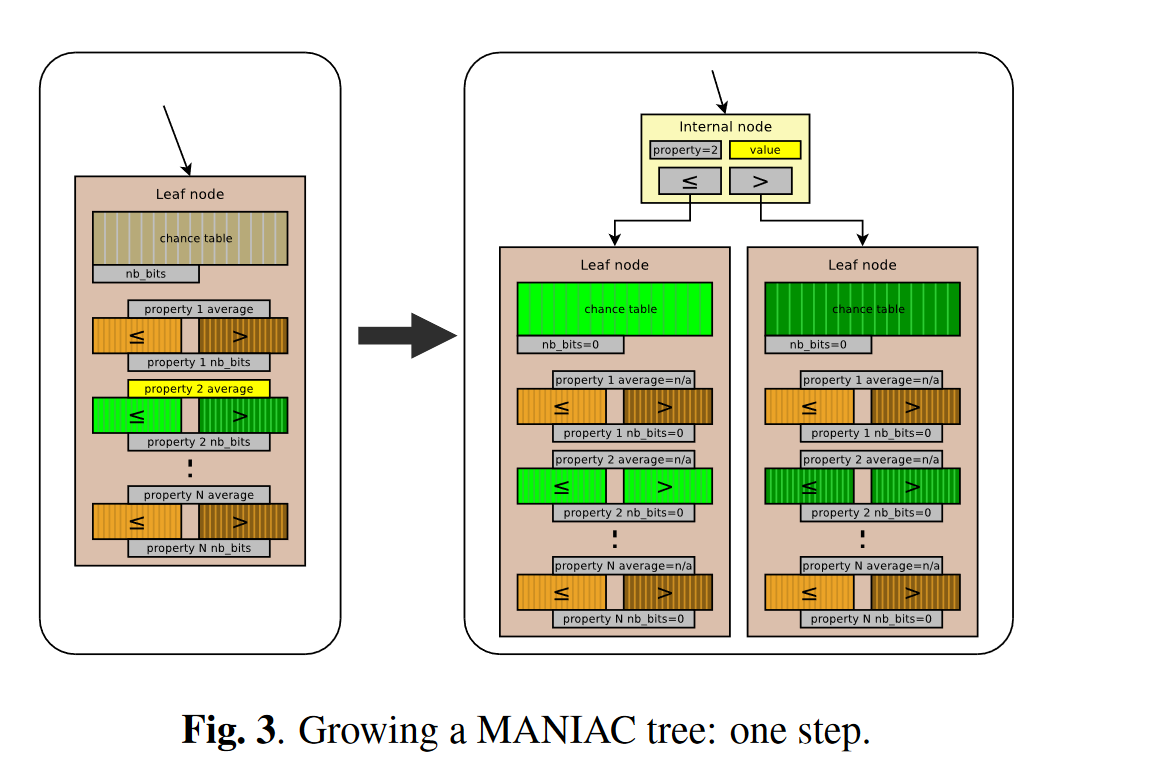 Leaf node
chance table
nb_bits
property 1 average
≤ >
property 1 nb_bits
property 2 average
≤ >
property 2 nb_bits
⋮
property N average
≤ >
property N nb_bits
Internal node
property=2 value
≤ >
Leaf node
chance table
nb_bits=0
property 1 average=n/a
≤ >
property 1 nb_bits=0
property 2 average=n/a
≤ >
property 2 nb_bits=0
⋮
property N average=n/a
≤ >
property N nb_bits=0
Leaf node
chance table
nb_bits=0
property 1 average=n/a
≤ >
property 1 nb_bits=0
property 2 average=n/a
≤ >
property 2 nb_bits=0
⋮
property N average=n/a
≤ >
property N nb_bits=0
Fig. 3. Growing a MANIAC tree: one step.